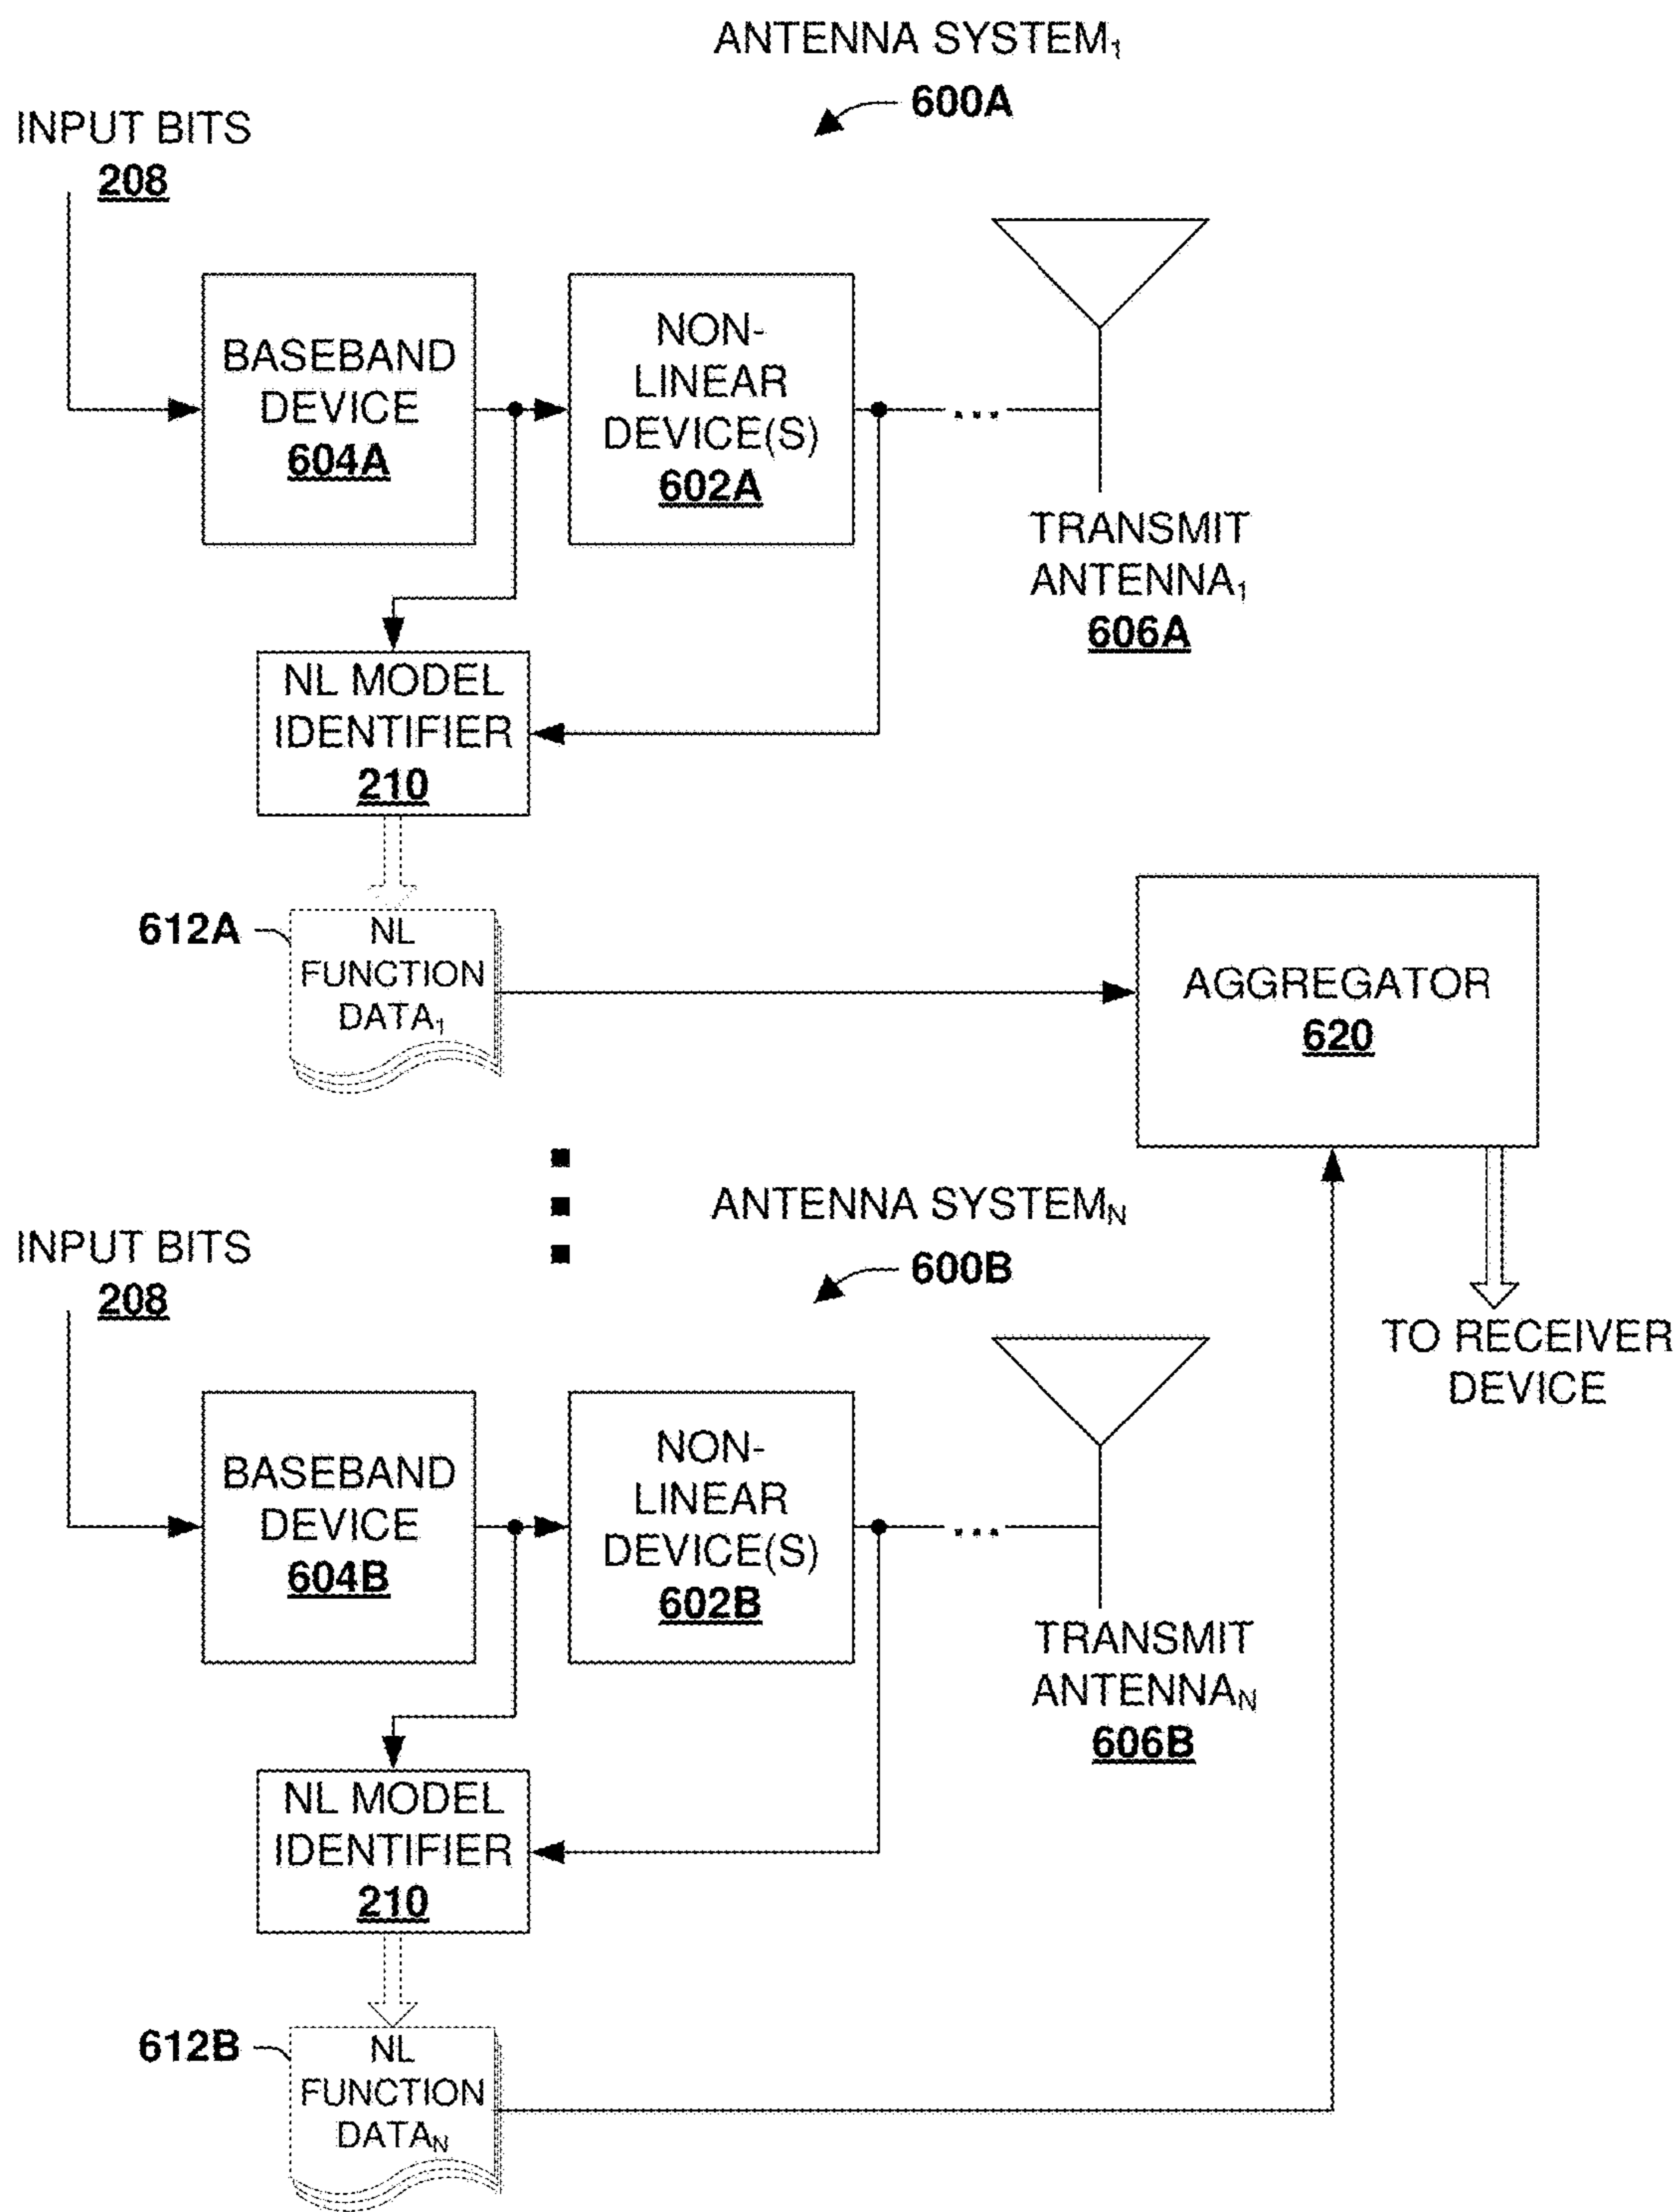 ANTENNA SYSTEM₁
600A
INPUT BITS
208
BASEBAND
DEVICE
604A
NON-
LINEAR
DEVICE(S)
602A
TRANSMIT
ANTENNA₁
606A
NL MODEL
IDENTIFIER
210
612A
NL
FUNCTION
DATA₁
AGGREGATOR
620
TO RECEIVER
DEVICE
ANTENNA SYSTEMN
600B
INPUT BITS
208
BASEBAND
DEVICE
604B
NON-
LINEAR
DEVICE(S)
602B
TRANSMIT
ANTENNAN
606B
NL MODEL
IDENTIFIER
210
612B
NL
FUNCTION
DATAN